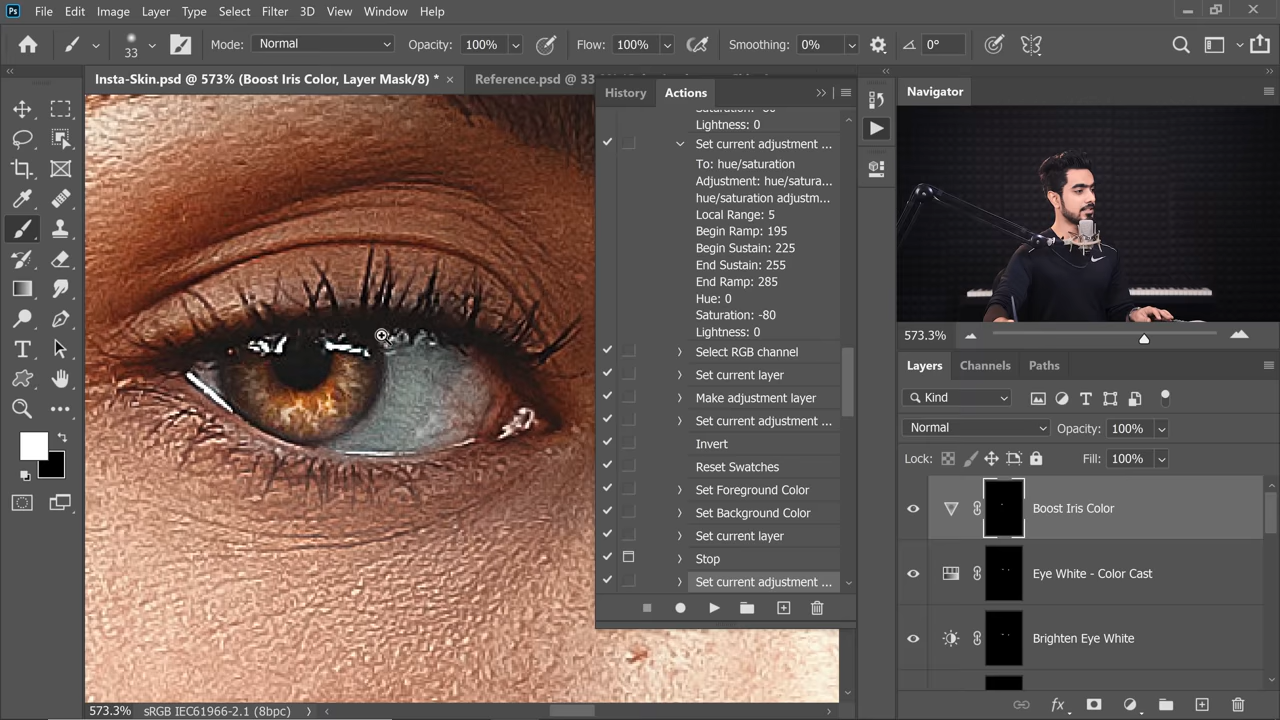 Ps File Edit Image Layer Type Select Filter 3D View Window Help
33 Mode: Normal Opacity: 100% Flow: 100% Smoothing: 0% 0°
Insta-Skin.psd @ 573% (Boost Iris Color, Layer Mask/8) * × Reference.psd @ 33
History Actions
Lightness: 0
Set current adjustment ...
To: hue/saturation
Adjustment: hue/satura...
hue/saturation adjustm...
Local Range: 5
Begin Ramp: 195
Begin Sustain: 225
End Sustain: 255
End Ramp: 285
Hue: 0
Saturation: -80
Lightness: 0
Select RGB channel
Set current layer
Make adjustment layer
Set current adjustment ...
Invert
Reset Swatches
Set Foreground Color
Set Background Color
Set current layer
Stop
Set current adjustment ...
Navigator
573.3%
Layers Channels Paths
Kind
Normal Opacity: 100%
Lock: Fill: 100%
Boost Iris Color
Eye White - Color Cast
Brighten Eye White
fx
573.3% sRGB IEC61966-2.1 (8bpc)